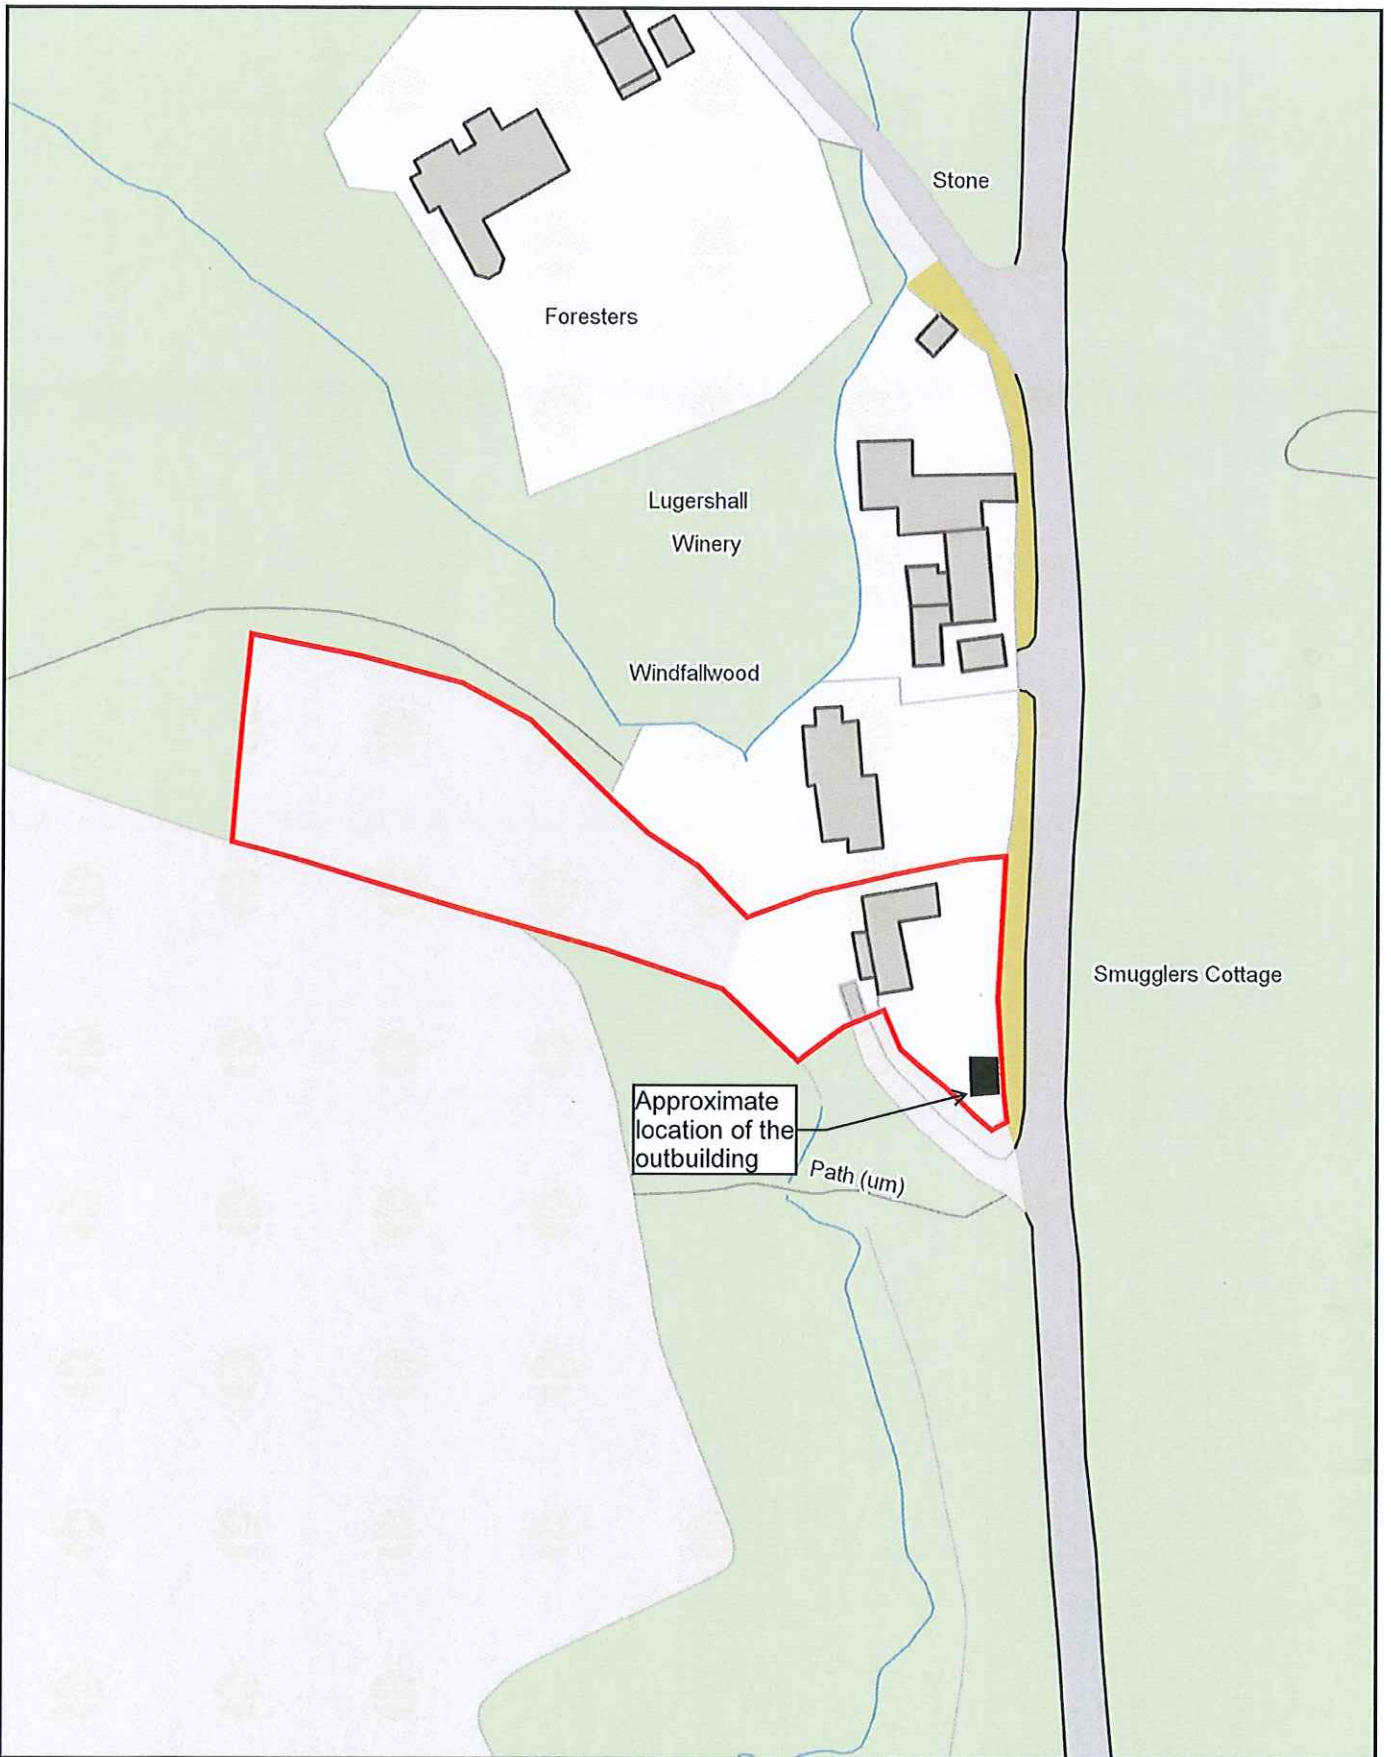 Stone
Foresters
Lugershall
Winery
Windfallwood
Smugglers Cottage
Approximate
location of the
outbuilding
Path (um)